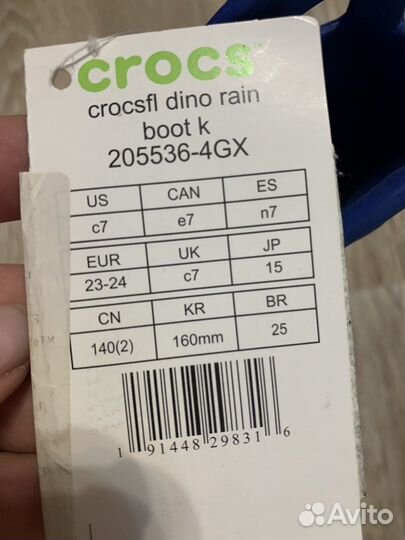 crocs™
crocsfl dino rain
boot k
205536-4GX
US CAN ES
c7 e7 n7
EUR UK JP
23-24 c7 15
CN KR BR
140(2) 160mm 25
1 91448 29831 6
Avito